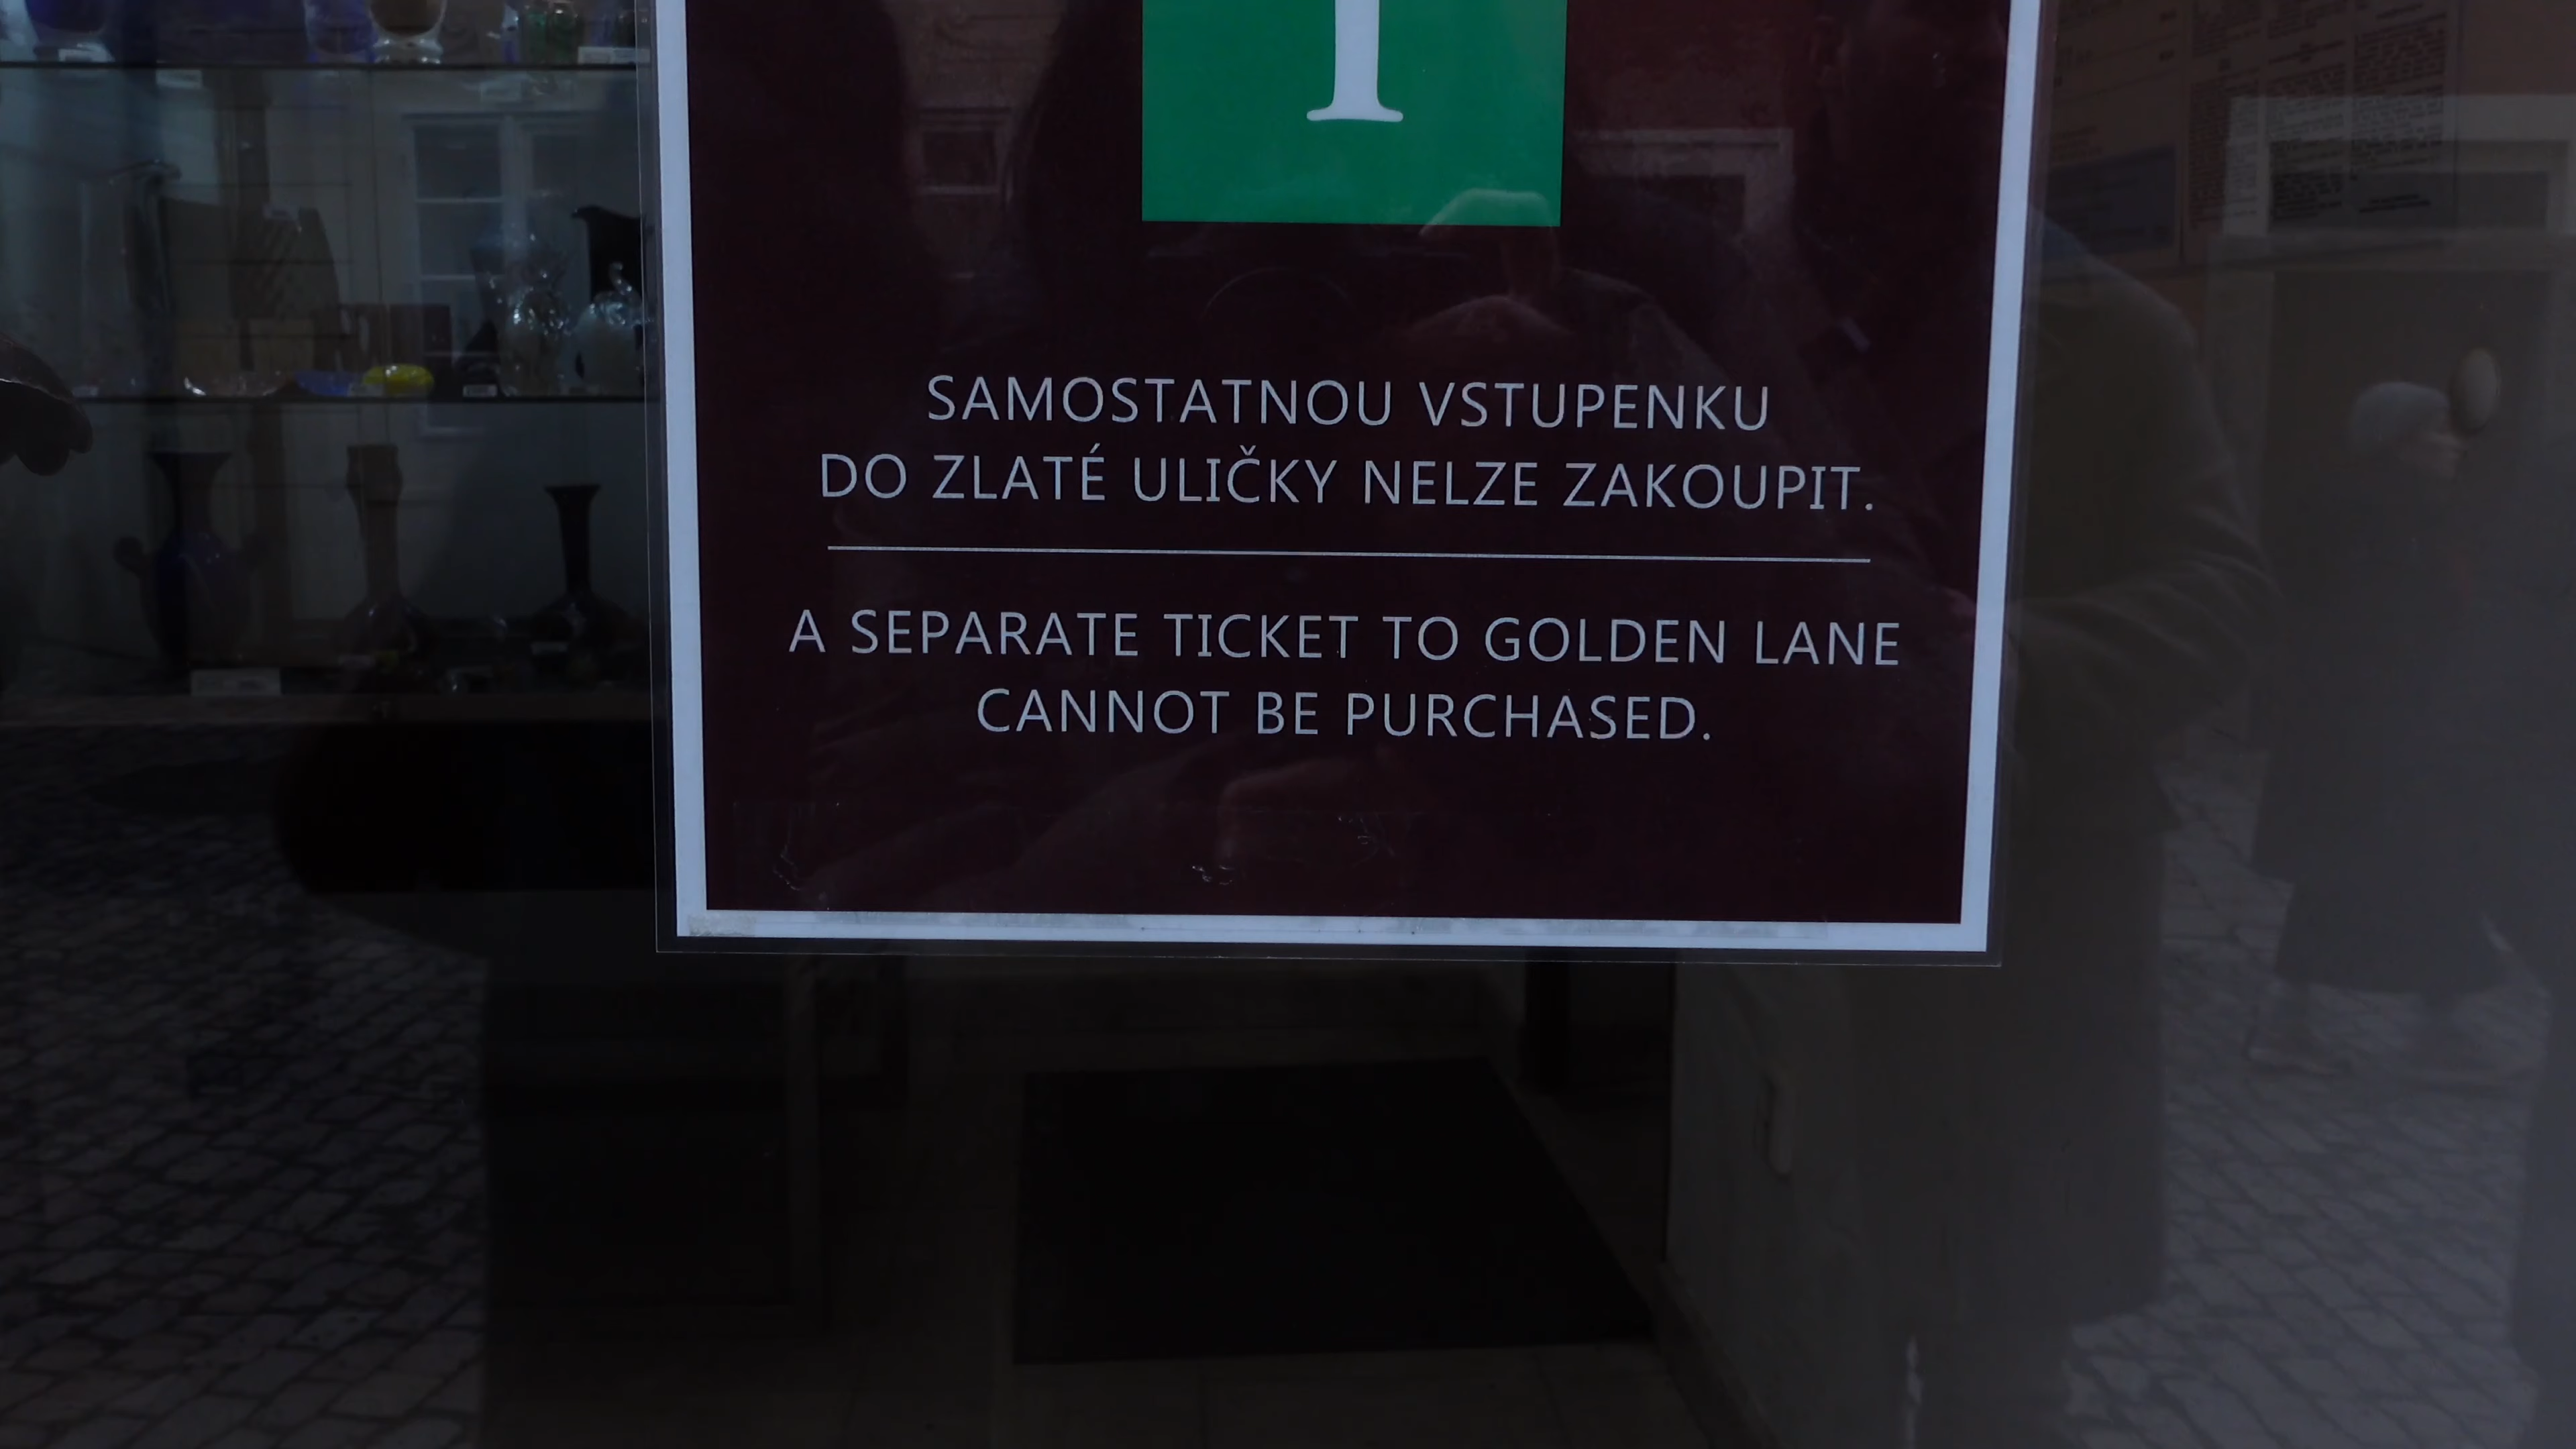 SAMOSTATNOU VSTUPENKU
DO ZLATÉ ULIČKY NELZE ZAKOUPIT.
A SEPARATE TICKET TO GOLDEN LANE
CANNOT BE PURCHASED.